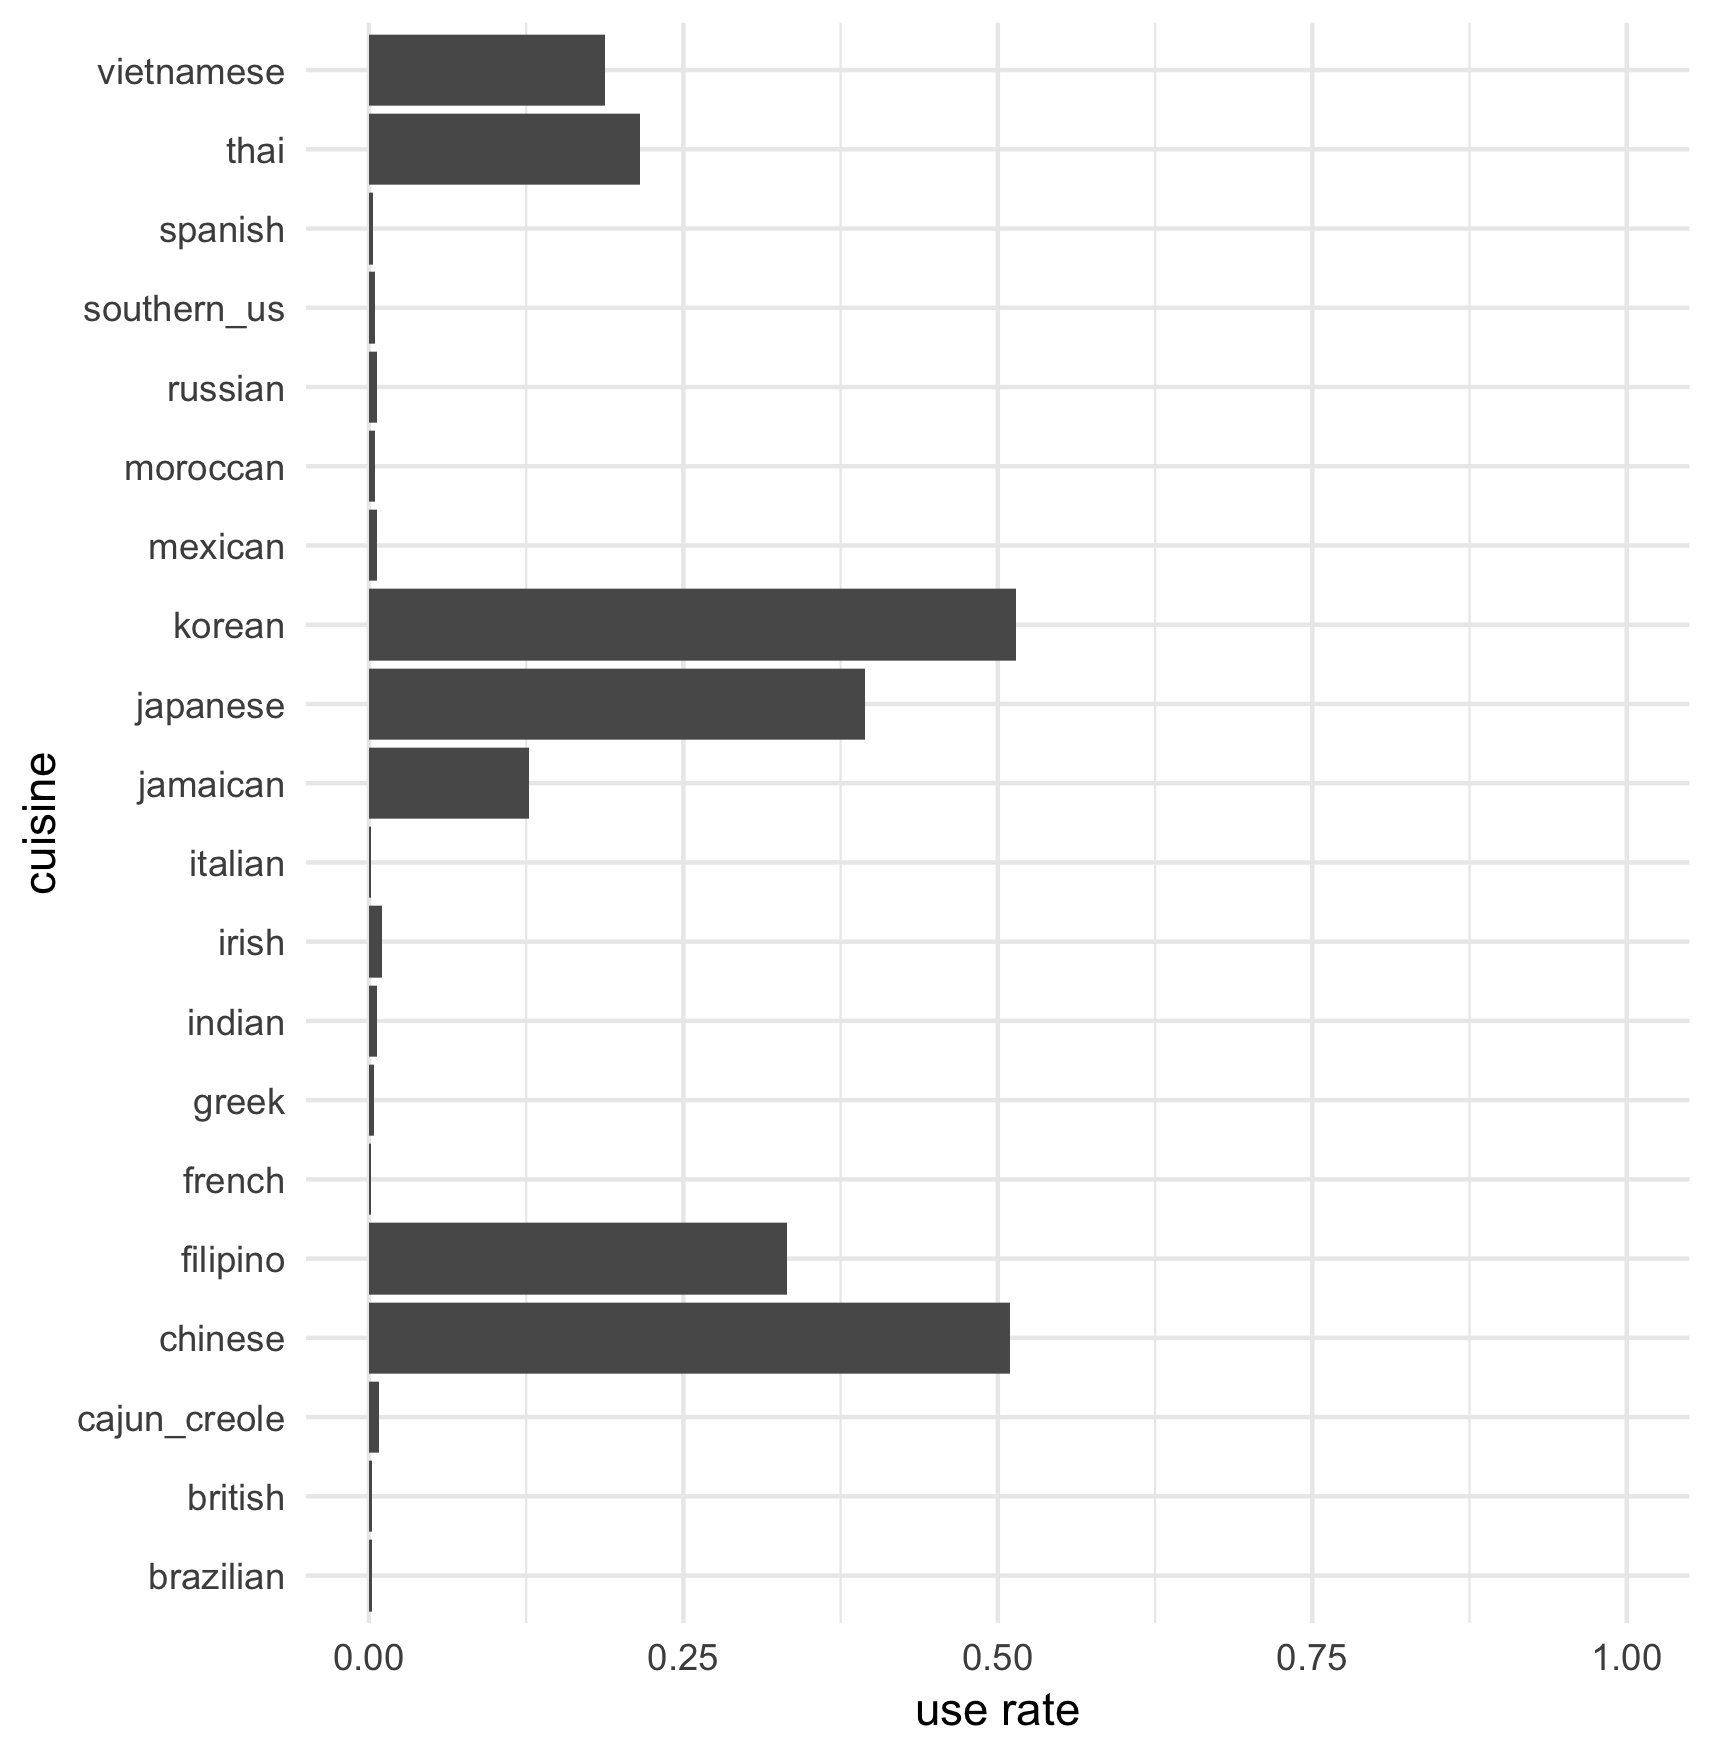 vietnamese
thai
spanish
southern_us
russian
moroccan
mexican
korean
japanese
jamaican
italian
irish
indian
greek
french
filipino
chinese
cajun_creole
british
brazilian
cuisine
0.00 0.25 0.50 0.75 1.00
use rate